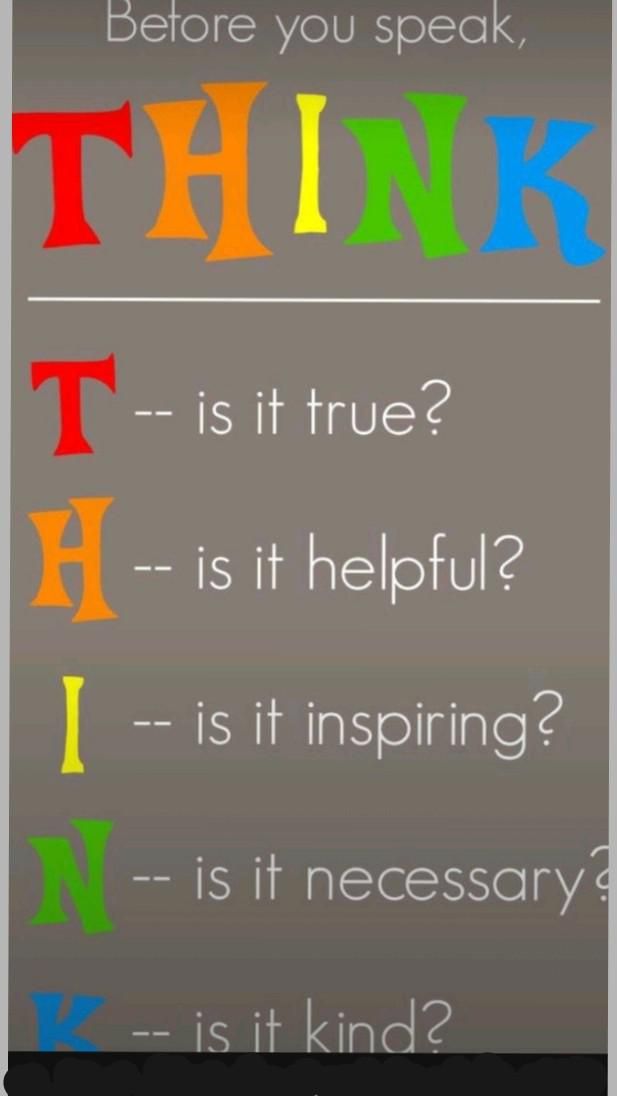 Before you speak,
THINK
T -- is it true?
H -- is it helpful?
I -- is it inspiring?
N -- is it necessary?
K -- is it kind?